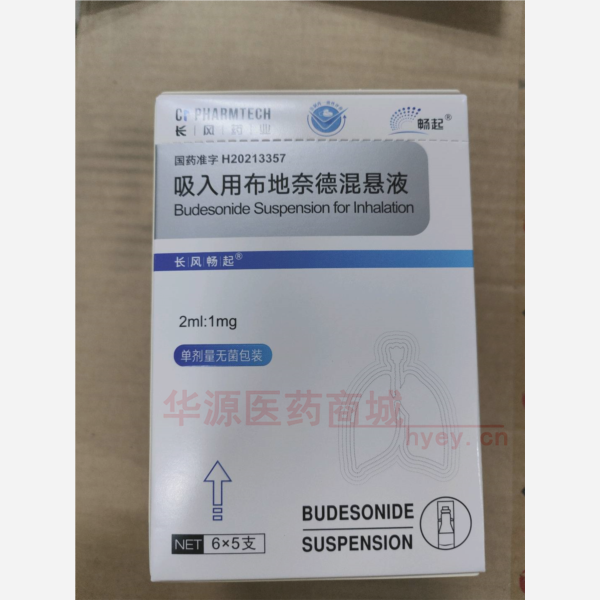 CF PHARMTECH
长风药业
畅起®
国药准字 H20213357
吸入用布地奈德混悬液
Budesonide Suspension for Inhalation
长风畅起®
2ml:1mg
单剂量无菌包装
华源医药商城
hyey.cn
BUDESONIDE
SUSPENSION
NET 6×5支